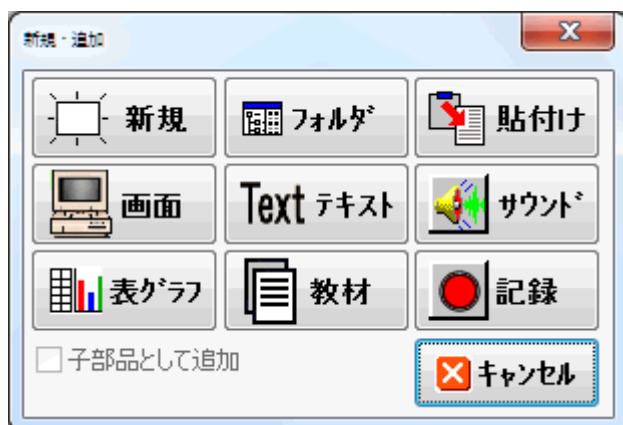 新規・追加
新規
フォルダ
貼付け
画面
Text テキスト
サウンド
表グラフ
教材
記録
子部品として追加
キャンセル